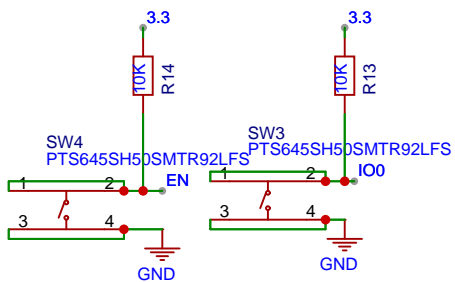 3.3
10K
R14
SW4
PTS645SH50SMTR92LFS
1
2
EN
3
4
GND
3.3
10K
R13
SW3
PTS645SH50SMTR92LFS
1
2
IO0
3
4
GND